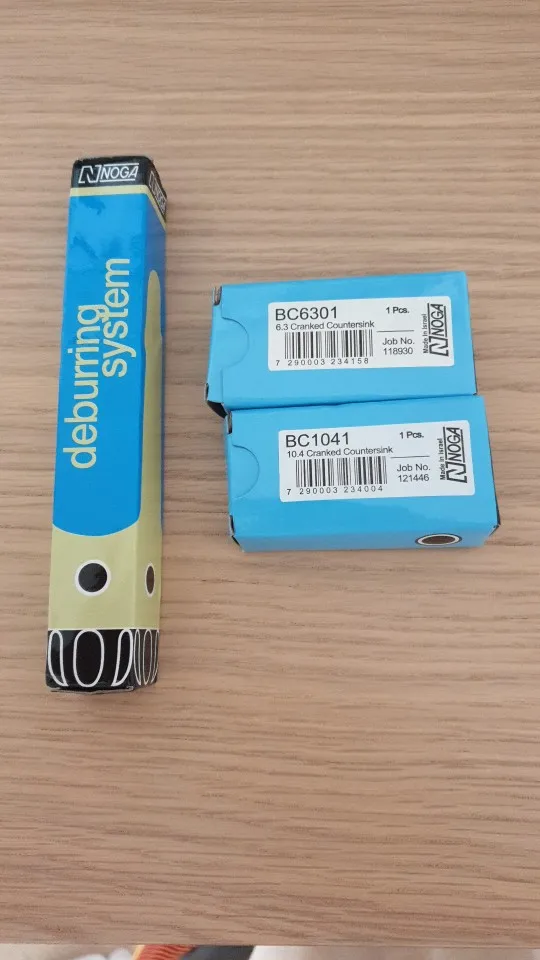 NOGA
NOGA
deburring
system
BC6301
1 Pcs.
6.3 Cranked Countersink
Job No.
118930
7 290003 234158
Made in Israel
NOGA
BC1041
1 Pcs.
10.4 Cranked Countersink
Job No.
121446
7 290003 234004
Made in Israel
NOGA